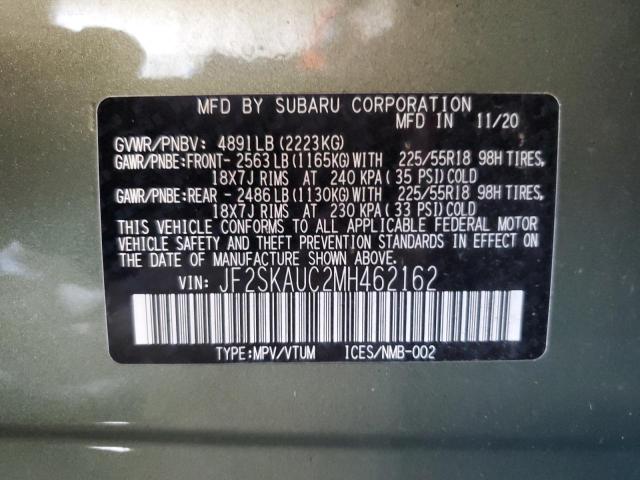 MFD BY SUBARU CORPORATION
MFD IN 11/20
GVWR/PNBV: 4891LB(2223KG)
GAWR/PNBE:FRONT- 2563LB(1165KG)WITH 225/55R18 98H TIRES,
18X7J RIMS AT 240 KPA(35 PSI)COLD
GAWR/PNBE:REAR - 2486LB(1130KG)WITH 225/55R18 98H TIRES,
18X7J RIMS AT 230 KPA(33 PSI)COLD
THIS VEHICLE CONFORMS TO ALL APPLICABLE FEDERAL MOTOR
VEHICLE SAFETY AND THEFT PREVENTION STANDARDS IN EFFECT ON
THE DATE OF MANUFACTURE SHOWN ABOVE.
VIN: JF2SKAUC2MH462162
TYPE:MPV/VTUM ICES/NMB-002